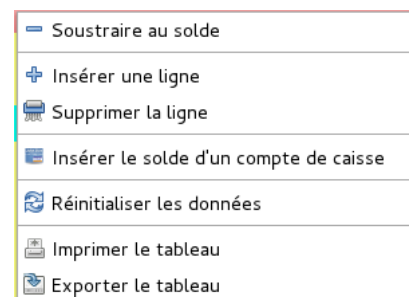 Soustraire au solde
Insérer une ligne
Supprimer la ligne
Insérer le solde d'un compte de caisse
Réinitialiser les données
Imprimer le tableau
Exporter le tableau